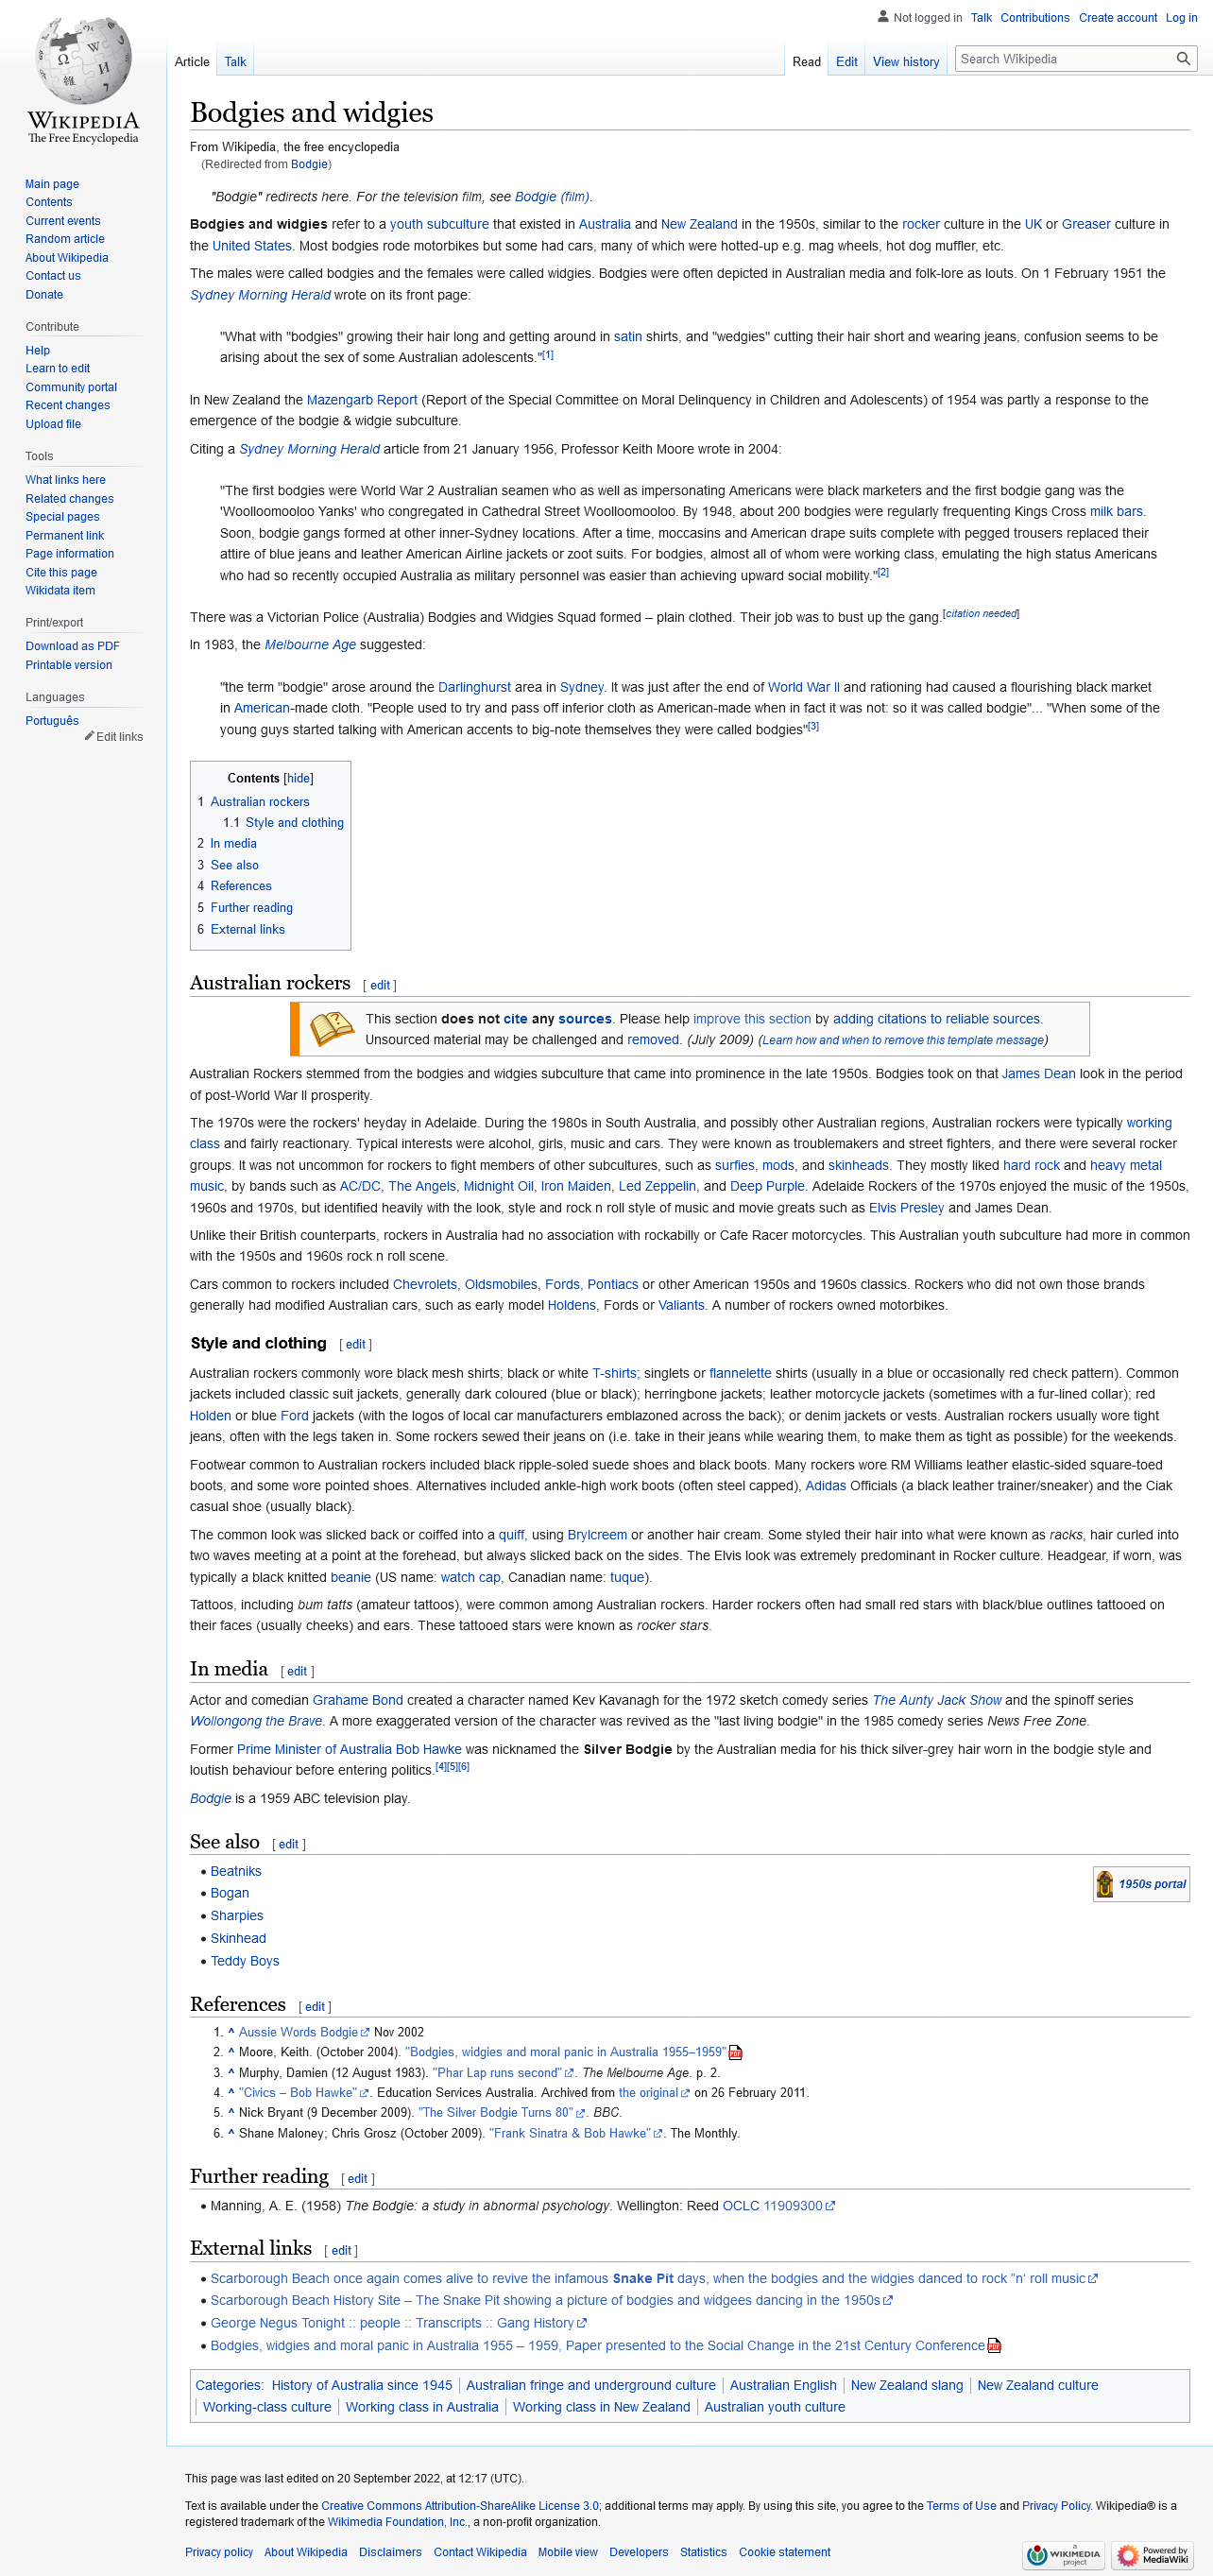 Not logged in Talk Contributions Create account Log in
Article Talk Read Edit View history Search Wikipedia
WIKIPEDIA
The Free Encyclopedia
Main page
Contents
Current events
Random article
About Wikipedia
Contact us
Donate
Contribute
Help
Learn to edit
Community portal
Recent changes
Upload file
Tools
What links here
Related changes
Special pages
Permanent link
Page information
Cite this page
Wikidata item
Print/export
Download as PDF
Printable version
Languages
Português
Edit links
Bodgies and widgies
From Wikipedia, the free encyclopedia
(Redirected from Bodgie)
"Bodgie" redirects here. For the television film, see Bodgie (film).
Bodgies and widgies refer to a youth subculture that existed in Australia and New Zealand in the 1950s, similar to the rocker culture in the UK or Greaser culture in
the United States. Most bodgies rode motorbikes but some had cars, many of which were hotted-up e.g. mag wheels, hot dog muffler, etc.
The males were called bodgies and the females were called widgies. Bodgies were often depicted in Australian media and folk-lore as louts. On 1 February 1951 the
Sydney Morning Herald wrote on its front page:
"What with "bodgies" growing their hair long and getting around in satin shirts, and "wedgies" cutting their hair short and wearing jeans, confusion seems to be
arising about the sex of some Australian adolescents."[1]
In New Zealand the Mazengarb Report (Report of the Special Committee on Moral Delinquency in Children and Adolescents) of 1954 was partly a response to the
emergence of the bodgie & widgie subculture.
Citing a Sydney Morning Herald article from 21 January 1956, Professor Keith Moore wrote in 2004:
"The first bodgies were World War 2 Australian seamen who as well as impersonating Americans were black marketers and the first bodgie gang was the
'Woolloomooloo Yanks' who congregated in Cathedral Street Woolloomooloo. By 1948, about 200 bodgies were regularly frequenting Kings Cross milk bars.
Soon, bodgie gangs formed at other inner-Sydney locations. After a time, moccasins and American drape suits complete with pegged trousers replaced their
attire of blue jeans and leather American Airline jackets or zoot suits. For bodgies, almost all of whom were working class, emulating the high status Americans
who had so recently occupied Australia as military personnel was easier than achieving upward social mobility."[2]
There was a Victorian Police (Australia) Bodgies and Widgies Squad formed – plain clothed. Their job was to bust up the gang.[citation needed]
In 1983, the Melbourne Age suggested:
"the term "bodgie" arose around the Darlinghurst area in Sydney. It was just after the end of World War II and rationing had caused a flourishing black market
in American-made cloth. "People used to try and pass off inferior cloth as American-made when in fact it was not: so it was called bodgie"... "When some of the
young guys started talking with American accents to big-note themselves they were called bodgies"[3]
Contents [hide]
1 Australian rockers
1.1 Style and clothing
2 In media
3 See also
4 References
5 Further reading
6 External links
Australian rockers [ edit ]
This section does not cite any sources. Please help improve this section by adding citations to reliable sources.
Unsourced material may be challenged and removed. (July 2009) (Learn how and when to remove this template message)
Australian Rockers stemmed from the bodgies and widgies subculture that came into prominence in the late 1950s. Bodgies took on that James Dean look in the period
of post-World War II prosperity.
The 1970s were the rockers' heyday in Adelaide. During the 1980s in South Australia, and possibly other Australian regions, Australian rockers were typically working
class and fairly reactionary. Typical interests were alcohol, girls, music and cars. They were known as troublemakers and street fighters, and there were several rocker
groups. It was not uncommon for rockers to fight members of other subcultures, such as surfies, mods, and skinheads. They mostly liked hard rock and heavy metal
music, by bands such as AC/DC, The Angels, Midnight Oil, Iron Maiden, Led Zeppelin, and Deep Purple. Adelaide Rockers of the 1970s enjoyed the music of the 1950s,
1960s and 1970s, but identified heavily with the look, style and rock n roll style of music and movie greats such as Elvis Presley and James Dean.
Unlike their British counterparts, rockers in Australia had no association with rockabilly or Cafe Racer motorcycles. This Australian youth subculture had more in common
with the 1950s and 1960s rock n roll scene.
Cars common to rockers included Chevrolets, Oldsmobiles, Fords, Pontiacs or other American 1950s and 1960s classics. Rockers who did not own those brands
generally had modified Australian cars, such as early model Holdens, Fords or Valiants. A number of rockers owned motorbikes.
Style and clothing [ edit ]
Australian rockers commonly wore black mesh shirts; black or white T-shirts; singlets or flannelette shirts (usually in a blue or occasionally red check pattern). Common
jackets included classic suit jackets, generally dark coloured (blue or black); herringbone jackets; leather motorcycle jackets (sometimes with a fur-lined collar); red
Holden or blue Ford jackets (with the logos of local car manufacturers emblazoned across the back); or denim jackets or vests. Australian rockers usually wore tight
jeans, often with the legs taken in. Some rockers sewed their jeans on (i.e. take in their jeans while wearing them, to make them as tight as possible) for the weekends.
Footwear common to Australian rockers included black ripple-soled suede shoes and black boots. Many rockers wore RM Williams leather elastic-sided square-toed
boots, and some wore pointed shoes. Alternatives included ankle-high work boots (often steel capped), Adidas Officials (a black leather trainer/sneaker) and the Ciak
casual shoe (usually black).
The common look was slicked back or coiffed into a quiff, using Brylcreem or another hair cream. Some styled their hair into what were known as racks, hair curled into
two waves meeting at a point at the forehead, but always slicked back on the sides. The Elvis look was extremely predominant in Rocker culture. Headgear, if worn, was
typically a black knitted beanie (US name: watch cap, Canadian name: tuque).
Tattoos, including bum tatts (amateur tattoos), were common among Australian rockers. Harder rockers often had small red stars with black/blue outlines tattooed on
their faces (usually cheeks) and ears. These tattooed stars were known as rocker stars.
In media [ edit ]
Actor and comedian Grahame Bond created a character named Kev Kavanagh for the 1972 sketch comedy series The Aunty Jack Show and the spinoff series
Wollongong the Brave. A more exaggerated version of the character was revived as the "last living bodgie" in the 1985 comedy series News Free Zone.
Former Prime Minister of Australia Bob Hawke was nicknamed the Silver Bodgie by the Australian media for his thick silver-grey hair worn in the bodgie style and
loutish behaviour before entering politics.[4][5][6]
Bodgie is a 1959 ABC television play.
See also [ edit ]
• Beatniks
• Bogan
• Sharpies
• Skinhead
• Teddy Boys
1950s portal
References [ edit ]
1. ^ Aussie Words Bodgie Nov 2002
2. ^ Moore, Keith. (October 2004). "Bodgies, widgies and moral panic in Australia 1955–1959"
3. ^ Murphy, Damien (12 August 1983). "Phar Lap runs second". The Melbourne Age. p. 2.
4. ^ "Civics – Bob Hawke". Education Services Australia. Archived from the original on 26 February 2011.
5. ^ Nick Bryant (9 December 2009). "The Silver Bodgie Turns 80". BBC.
6. ^ Shane Maloney; Chris Grosz (October 2009). "Frank Sinatra & Bob Hawke". The Monthly.
Further reading [ edit ]
• Manning, A. E. (1958) The Bodgie: a study in abnormal psychology. Wellington: Reed OCLC 11909300
External links [ edit ]
• Scarborough Beach once again comes alive to revive the infamous Snake Pit days, when the bodgies and the widgies danced to rock "n' roll music
• Scarborough Beach History Site – The Snake Pit showing a picture of bodgies and widgees dancing in the 1950s
• George Negus Tonight :: people :: Transcripts :: Gang History
• Bodgies, widgies and moral panic in Australia 1955 – 1959, Paper presented to the Social Change in the 21st Century Conference
Categories: History of Australia since 1945 | Australian fringe and underground culture | Australian English | New Zealand slang | New Zealand culture
| Working-class culture | Working class in Australia | Working class in New Zealand | Australian youth culture
This page was last edited on 20 September 2022, at 12:17 (UTC).
Text is available under the Creative Commons Attribution-ShareAlike License 3.0; additional terms may apply. By using this site, you agree to the Terms of Use and Privacy Policy. Wikipedia® is a
registered trademark of the Wikimedia Foundation, Inc., a non-profit organization.
Privacy policy About Wikipedia Disclaimers Contact Wikipedia Mobile view Developers Statistics Cookie statement
a WIKIMEDIA project
Powered by MediaWiki